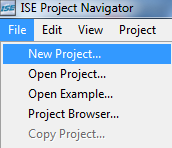 ISE ISE Project Navigator
File Edit View Project
New Project...
Open Project...
Open Example...
Project Browser...
Copy Project...